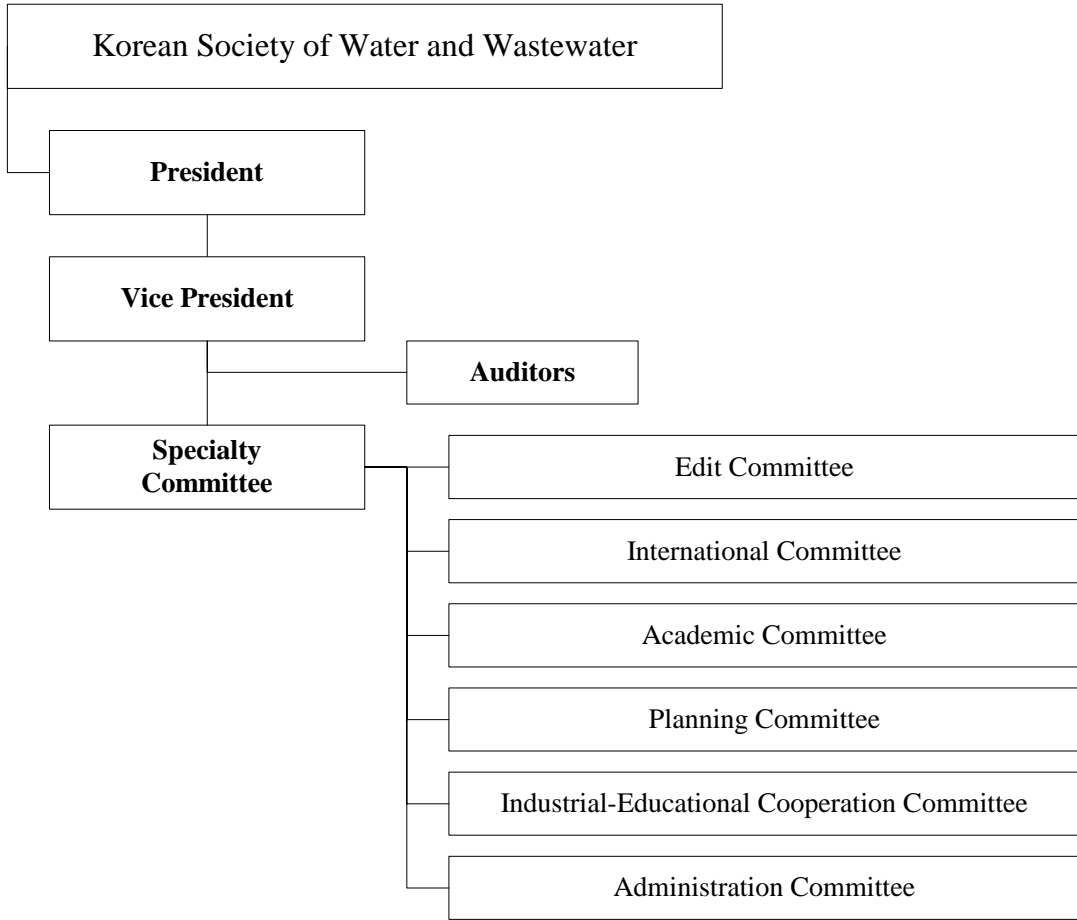 Korean Society of Water and Wastewater
President
Vice President
Auditors
Specialty
Committee
Edit Committee
International Committee
Academic Committee
Planning Committee
Industrial-Educational Cooperation Committee
Administration Committee